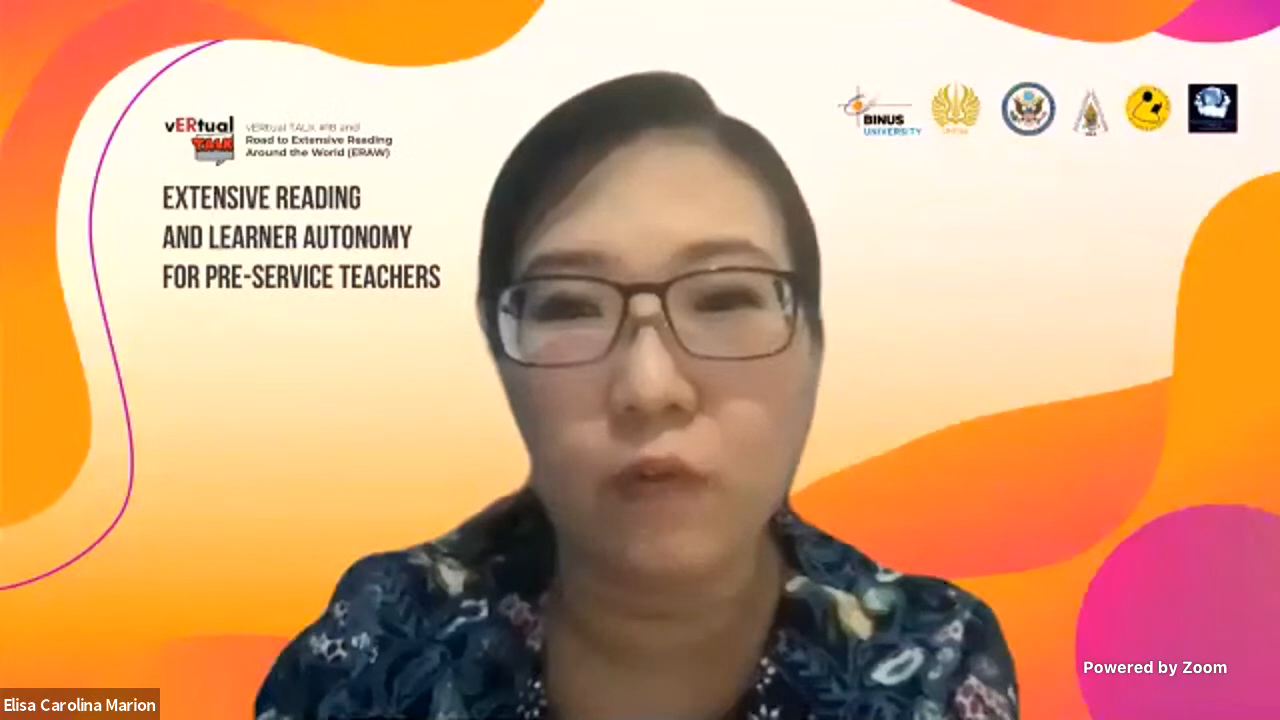 vERtual
TALK
vERtual TALK #18 and
Road to Extensive Reading
Around the World (ERAW)
EXTENSIVE READING
AND LEARNER AUTONOMY
FOR PRE-SERVICE TEACHERS
BINUS
UNIVERSITY
Powered by Zoom
Elisa Carolina Marion